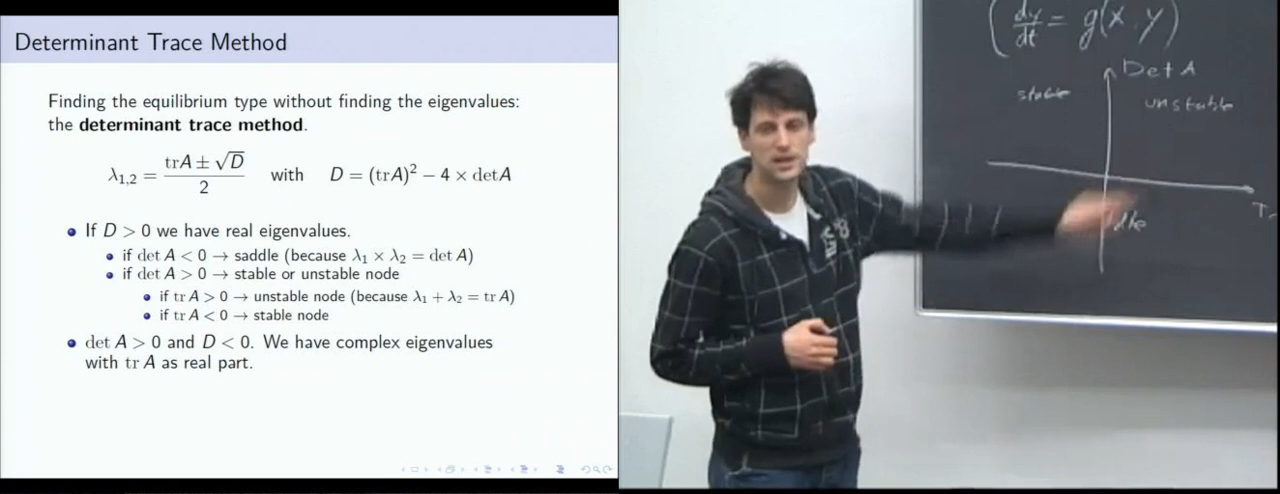 Determinant Trace Method
Finding the equilibrium type without finding the eigenvalues:
the determinant trace method.
λ₁,₂ = (trA ± √D) / 2 with D = (trA)² − 4 × detA
If D > 0 we have real eigenvalues.
if det A < 0 → saddle (because λ₁ × λ₂ = det A)
if det A > 0 → stable or unstable node
if tr A > 0 → unstable node (because λ₁ + λ₂ = tr A)
if tr A < 0 → stable node
det A > 0 and D < 0. We have complex eigenvalues
with tr A as real part.
dy/dt = g(x, y)
Det A
stable
unstable